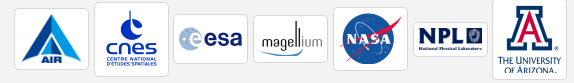 AIR
cnes
CENTRE NATIONAL
D'ÉTUDES SPATIALES
esa
magellium
NASA
NPL
National Physical Laboratory
A
THE UNIVERSITY
OF ARIZONA.